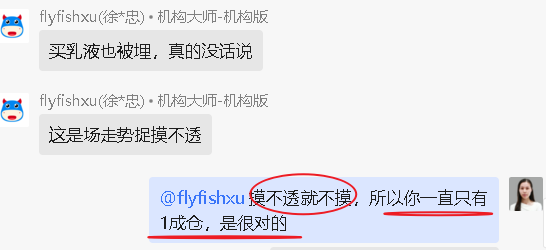 flyfishxu(徐*忠) • 机构大师-机构版
买乳液也被埋，真的没话说
flyfishxu(徐*忠) • 机构大师-机构版
这是场走势捉摸不透
@flyfishxu 摸不透就不摸，所以你一直只有
1成仓，是很对的